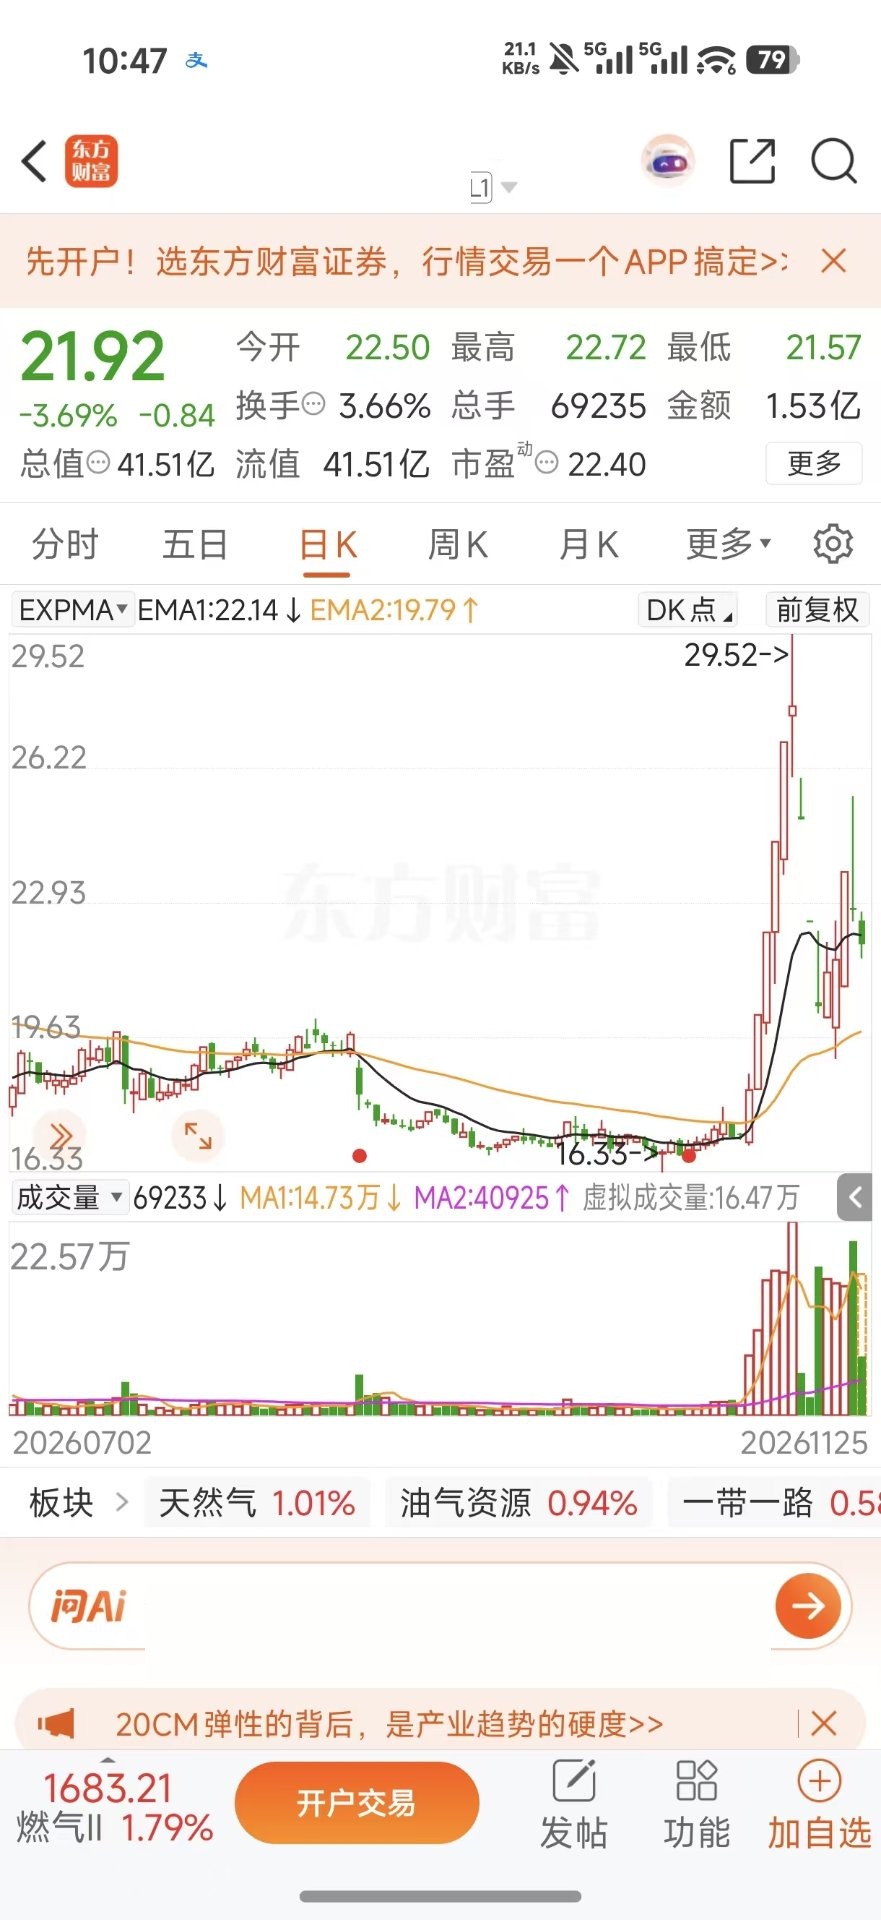 10:47 支 21.1 KB/s 5G 5G 6 79
东方财富
L1
先开户！选东方财富证券，行情交易一个APP搞定>>
21.92 今开 22.50 最高 22.72 最低 21.57
-3.69% -0.84 换手 3.66% 总手 69235 金额 1.53亿
总值 41.51亿 流值 41.51亿 市盈动 22.40 更多
分时 五日 日K 周K 月K 更多
EXPMA EMA1:22.14↓ EMA2:19.79↑ DK点 前复权
29.52 29.52->
26.22
东方财富
22.93
19.63
16.33 16.33->
成交量 69233↓ MA1:14.73万↓ MA2:40925↑ 虚拟成交量:16.47万
22.57万
20260702 20261125
板块 > 天然气 1.01% 油气资源 0.94% 一带一路 0.58
问Ai
20CM弹性的背后，是产业趋势的硬度>>
1683.21
燃气II 1.79%
开户交易
发帖 功能 加自选